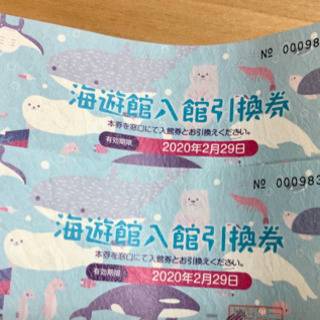 № 00098
海遊館入館引換券
本券を窓口にて入館券とお引換えください。
有効期限 2020年2月29日
№ 000983
海遊館入館引換券
本券を窓口にて入館券とお引換えください。
有効期限 2020年2月29日